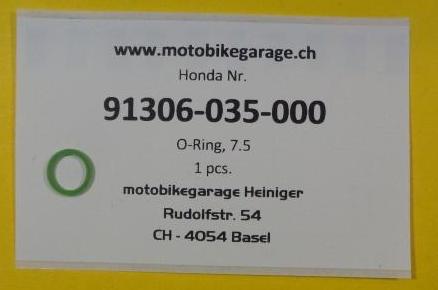 www.motobikegarage.ch
Honda Nr.
91306-035-000
O-Ring, 7.5
1 pcs.
motobikegarage Heiniger
Rudolfstr. 54
CH - 4054 Basel